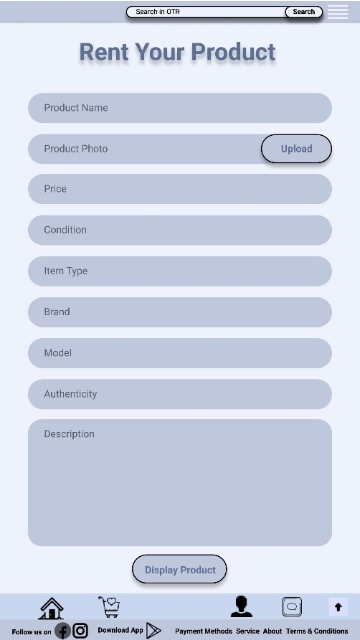 Search in OTR Search
Rent Your Product
Product Name
Product Photo Upload
Price
Condition
Item Type
Brand
Model
Authenticity
Description
Display Product
Follow us on Download App Payment Methods Service About Terms & Conditions